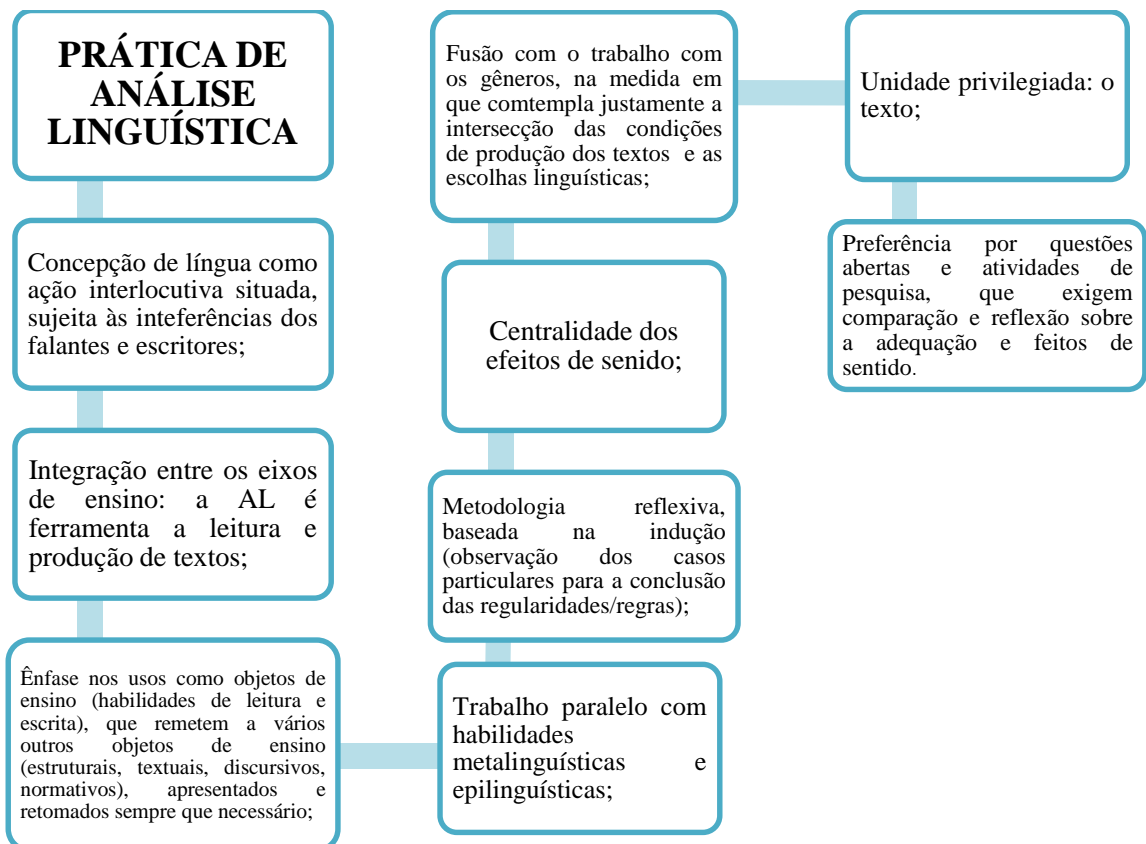 PRÁTICA DE
ANÁLISE
LINGUÍSTICA
Concepção de língua como
ação interlocutiva situada,
sujeita às inteferências dos
falantes e escritores;
Integração entre os eixos
de ensino: a AL é
ferramenta a leitura e
produção de textos;
Ênfase nos usos como objetos de
ensino (habilidades de leitura e
escrita), que remetem a vários
outros objetos de ensino
(estruturais, textuais, discursivos,
normativos), apresentados e
retomados sempre que necessário;
Trabalho paralelo com
habilidades
metalinguísticas e
epilinguísticas;
Metodologia reflexiva,
baseada na indução
(observação dos casos
particulares para a conclusão
das regularidades/regras);
Centralidade dos
efeitos de senido;
Fusão com o trabalho com
os gêneros, na medida em
que comtempla justamente a
intersecção das condições
de produção dos textos e as
escolhas linguísticas;
Unidade privilegiada: o
texto;
Preferência por questões
abertas e atividades de
pesquisa, que exigem
comparação e reflexão sobre
a adequação e feitos de
sentido.